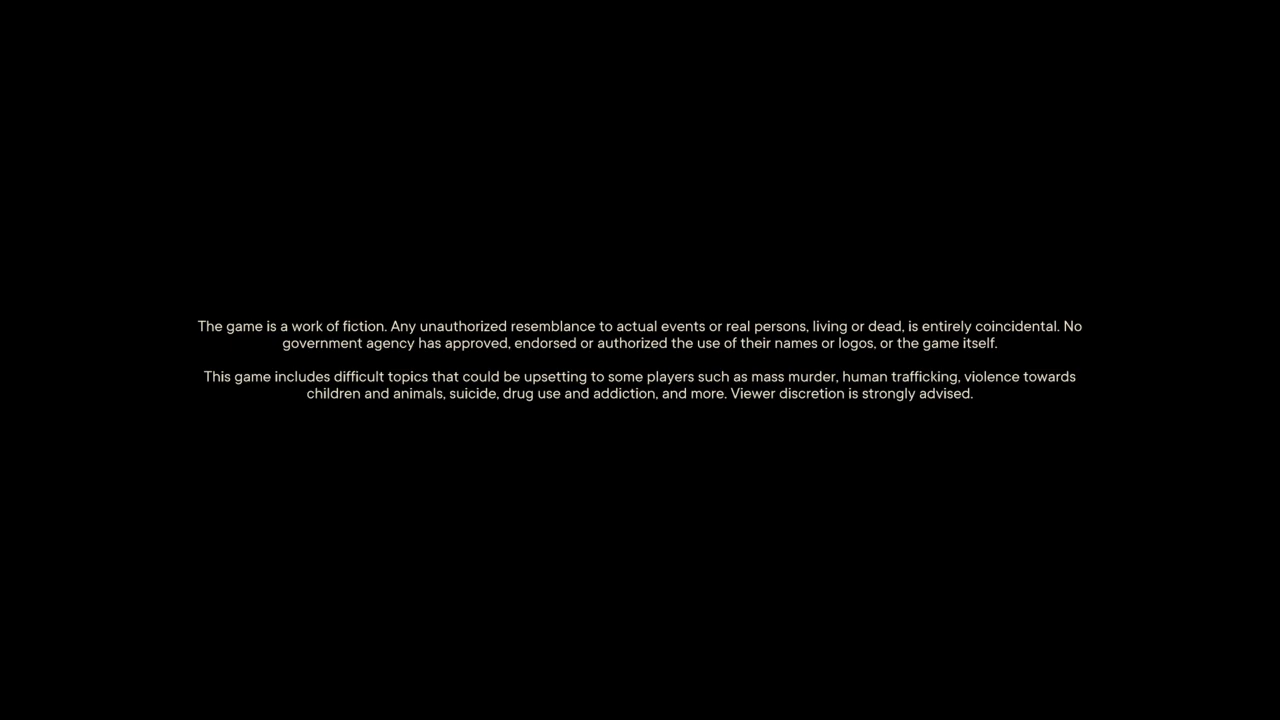 The game is a work of fiction. Any unauthorized resemblance to actual events or real persons, living or dead, is entirely coincidental. No
government agency has approved, endorsed or authorized the use of their names or logos, or the game itself.
This game includes difficult topics that could be upsetting to some players such as mass murder, human trafficking, violence towards
children and animals, suicide, drug use and addiction, and more. Viewer discretion is strongly advised.